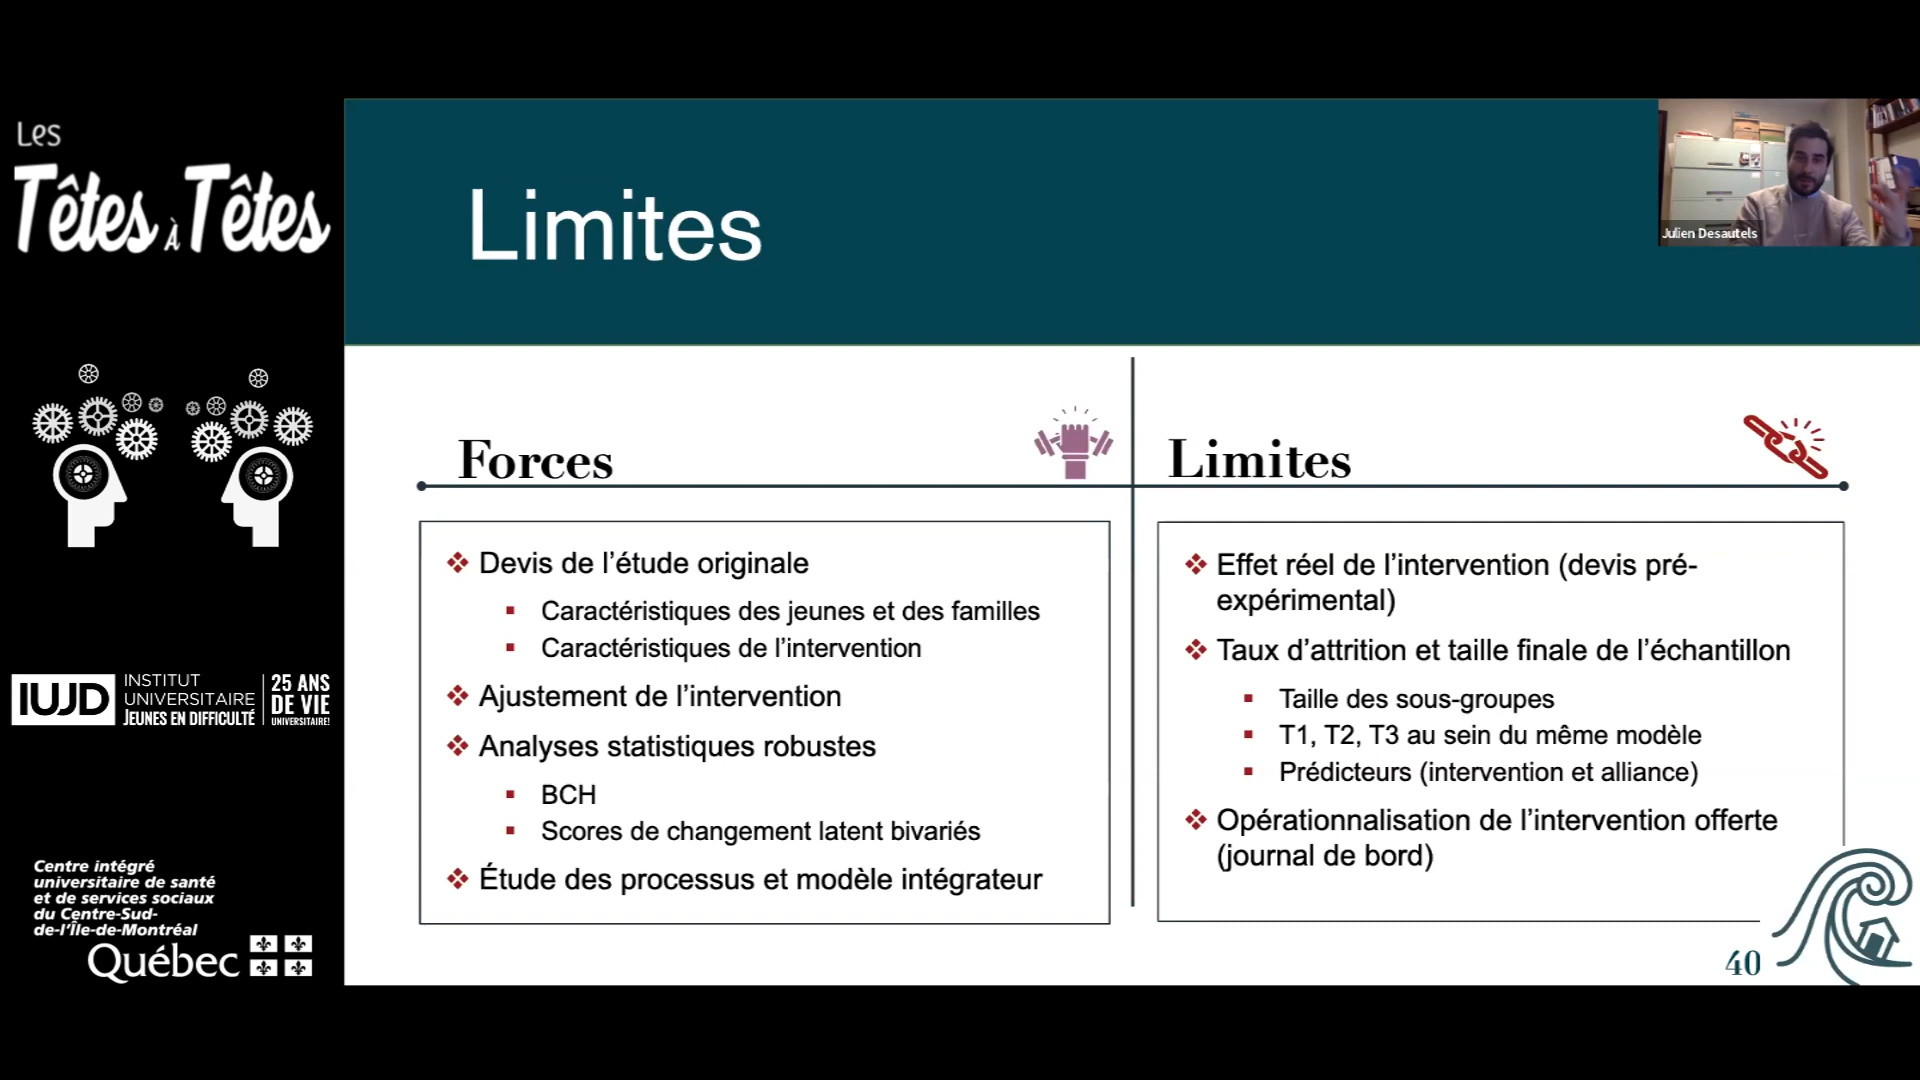 Les
Têtes à Têtes
IUJD
INSTITUT
UNIVERSITAIRE
JEUNES EN DIFFICULTÉ
25 ANS
DE VIE
UNIVERSITAIRE!
Centre intégré
universitaire de santé
et de services sociaux
du Centre-Sud-
de-l'Île-de-Montréal
Québec
Limites
Julien Desautels
Forces
❖ Devis de l'étude originale
▪ Caractéristiques des jeunes et des familles
▪ Caractéristiques de l'intervention
❖ Ajustement de l'intervention
❖ Analyses statistiques robustes
▪ BCH
▪ Scores de changement latent bivariés
❖ Étude des processus et modèle intégrateur
Limites
❖ Effet réel de l'intervention (devis pré-
expérimental)
❖ Taux d'attrition et taille finale de l'échantillon
▪ Taille des sous-groupes
▪ T1, T2, T3 au sein du même modèle
▪ Prédicteurs (intervention et alliance)
❖ Opérationnalisation de l'intervention offerte
(journal de bord)
40